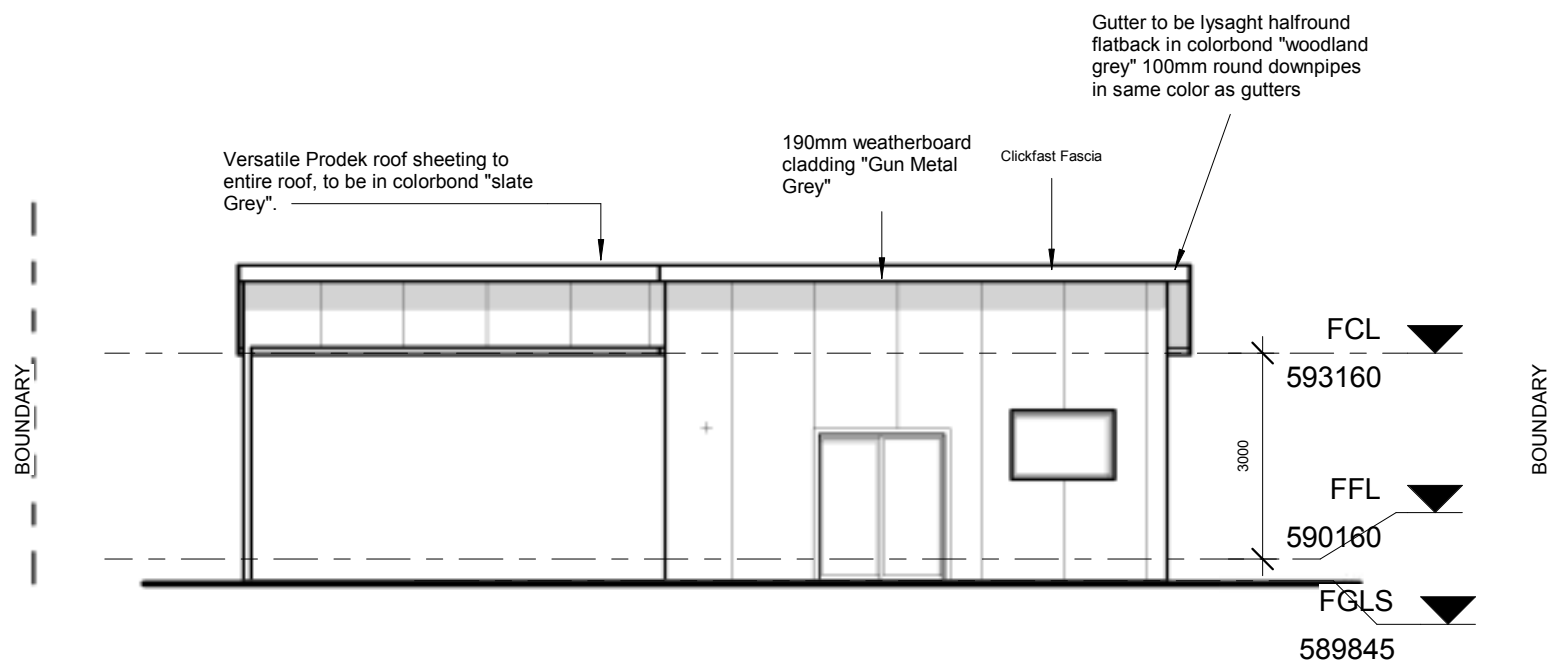 Gutter to be lysaght halfround
flatback in colorbond "woodland
grey" 100mm round downpipes
in same color as gutters
Versatile Prodek roof sheeting to
entire roof, to be in colorbond "slate
Grey".
190mm weatherboard
cladding "Gun Metal
Grey"
Clickfast Fascia
BOUNDARY
FCL
593160
3000
FFL
590160
FGLS
589845
BOUNDARY